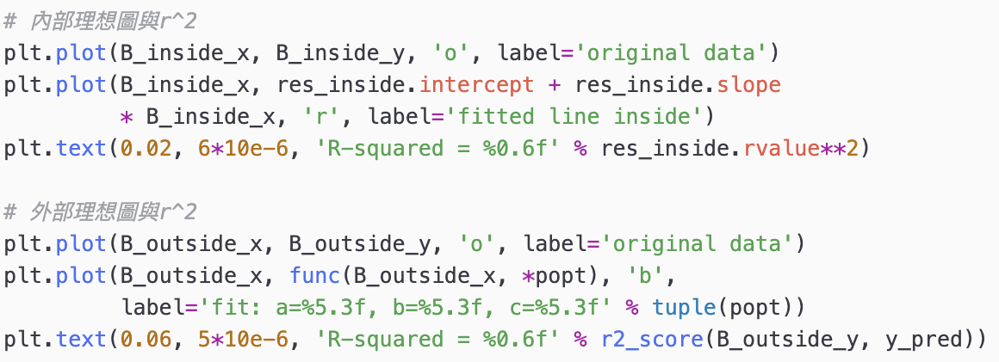 # 內部理想圖與r^2
plt.plot(B_inside_x, B_inside_y, 'o', label='original data')
plt.plot(B_inside_x, res_inside.intercept + res_inside.slope
         * B_inside_x, 'r', label='fitted line inside')
plt.text(0.02, 6*10e-6, 'R-squared = %0.6f' % res_inside.rvalue**2)

# 外部理想圖與r^2
plt.plot(B_outside_x, B_outside_y, 'o', label='original data')
plt.plot(B_outside_x, func(B_outside_x, *popt), 'b',
         label='fit: a=%5.3f, b=%5.3f, c=%5.3f' % tuple(popt))
plt.text(0.06, 5*10e-6, 'R-squared = %0.6f' % r2_score(B_outside_y, y_pred))